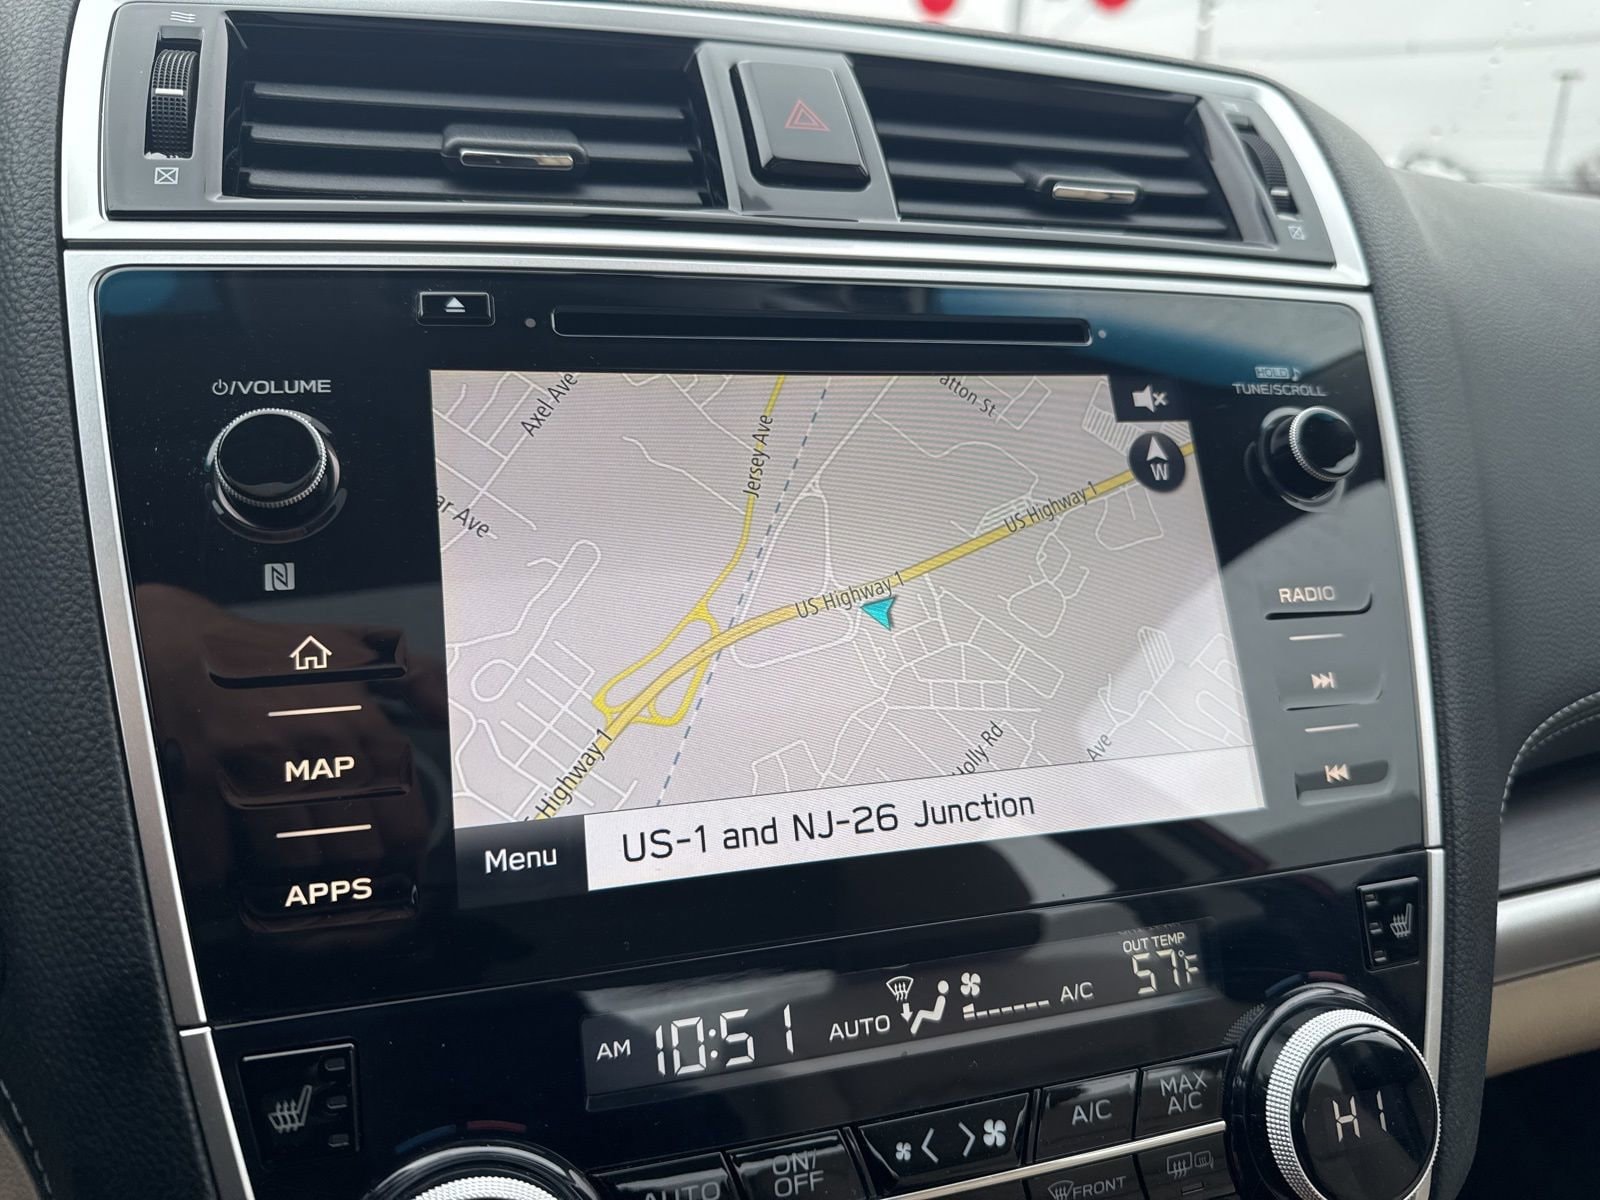 ⏻/VOLUME
HOLD ♪
TUNE/SCROLL
Axel Ave
Jersey Ave
atton-St
ar Ave
W
US Highway 1
US Highway 1
Highway 1
Holly Rd
Ave
N
MAP
APPS
RADIO
Menu
US-1 and NJ-26 Junction
AM 10:51
AUTO
A/C
OUT TEMP
57°F
AUTO
ON/
OFF
A/C
MAX
A/C
FRONT
HI